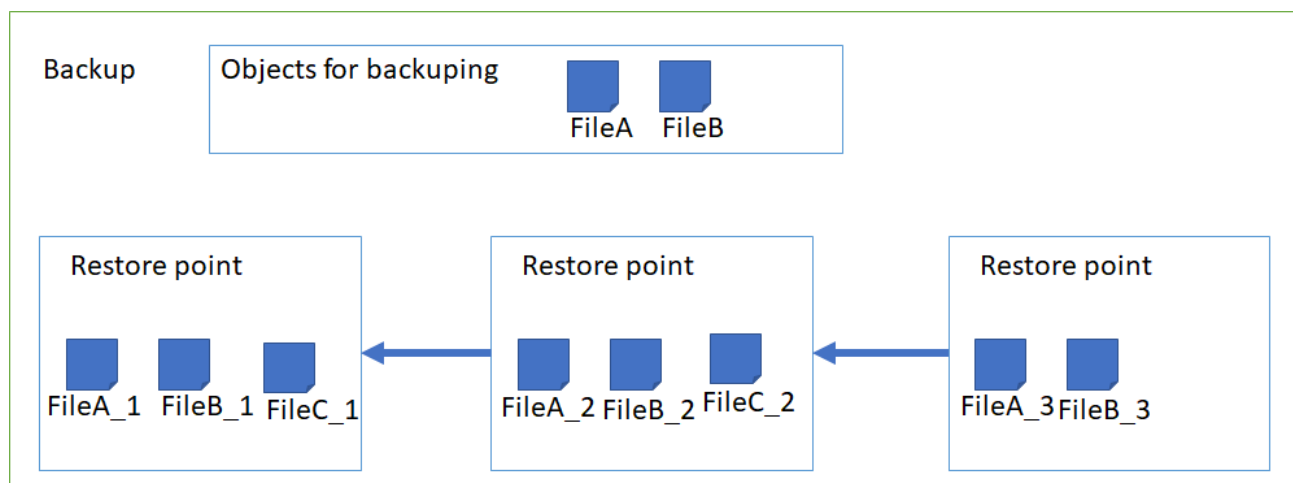 Backup
Objects for backuping
FileA
FileB
Restore point
FileA_1
FileB_1
FileC_1
Restore point
FileA_2
FileB_2
FileC_2
Restore point
FileA_3
FileB_3